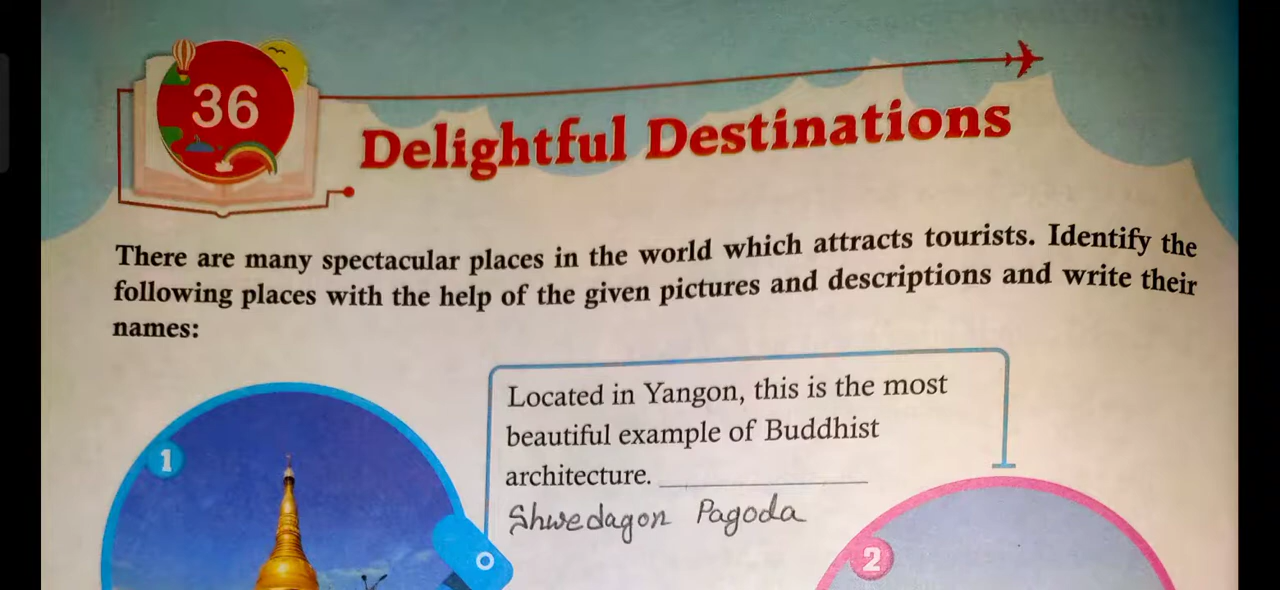 36
Delightful Destinations
There are many spectacular places in the world which attracts tourists. Identify the
following places with the help of the given pictures and descriptions and write their
names:
Located in Yangon, this is the most
beautiful example of Buddhist
architecture.
Shwedagon Pagoda
1
2